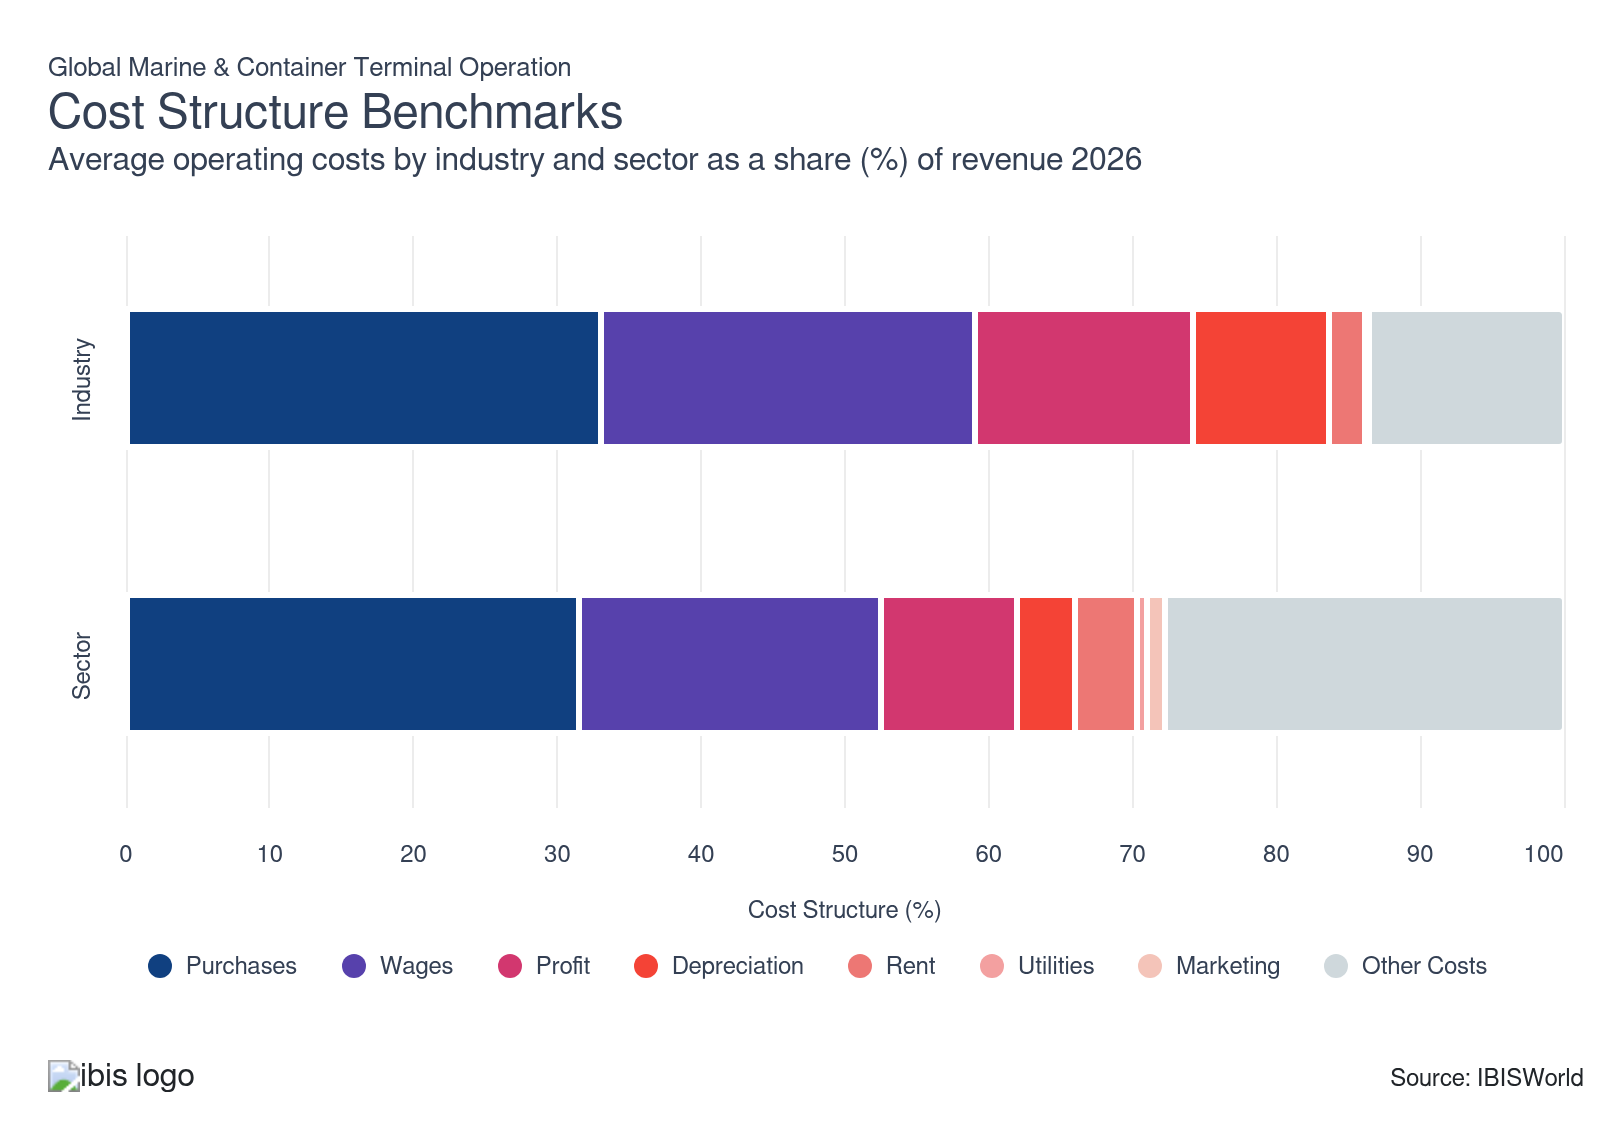 Global Marine & Container Terminal Operation
Cost Structure Benchmarks
Average operating costs by industry and sector as a share (%) of revenue 2026
Industry
Sector
0 10 20 30 40 50 60 70 80 90 100
Cost Structure (%)
Purchases Wages Profit Depreciation Rent Utilities Marketing Other Costs
ibis logo
Source: IBISWorld